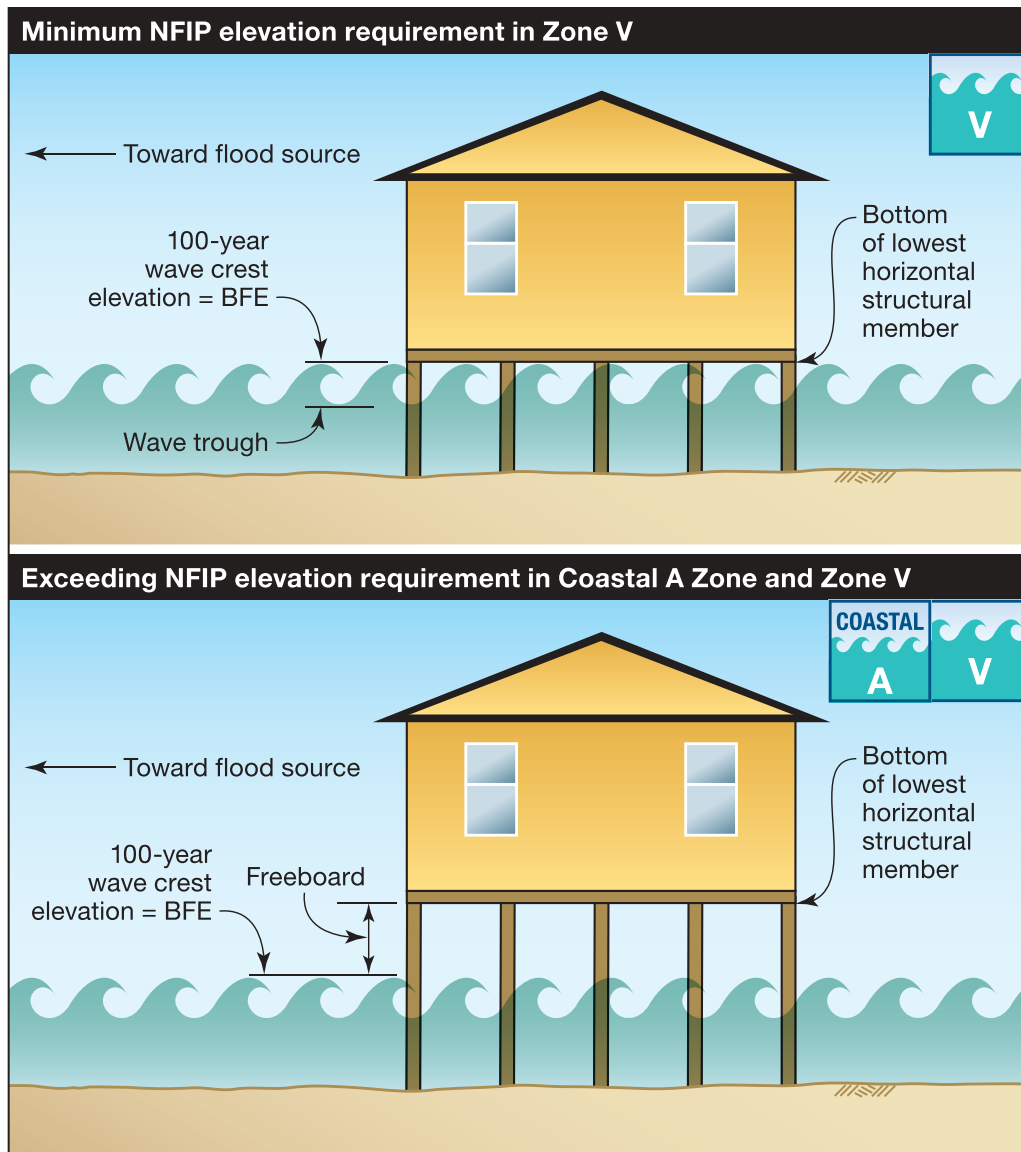 Minimum NFIP elevation requirement in Zone V
V
Toward flood source
100-year
wave crest
elevation = BFE
Bottom
of lowest
horizontal
structural
member
Wave trough
Exceeding NFIP elevation requirement in Coastal A Zone and Zone V
COASTAL
A
V
Toward flood source
Bottom
of lowest
horizontal
structural
member
100-year
wave crest
elevation = BFE
Freeboard